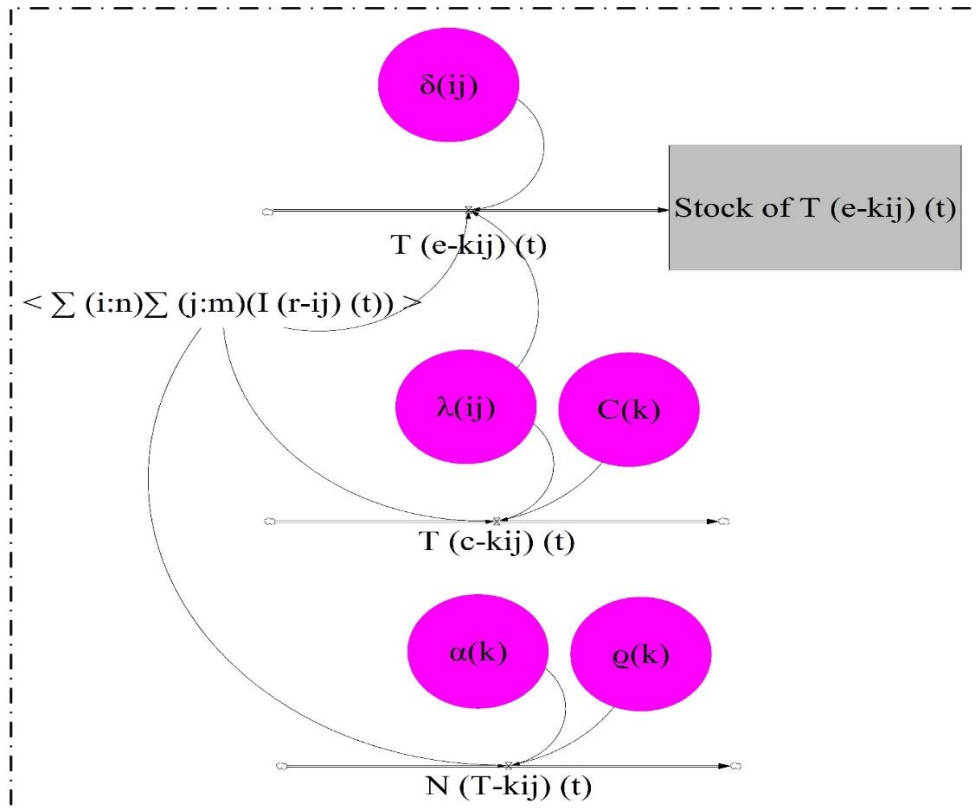 δ(ij)
Stock of T (e-kij) (t)
T (e-kij) (t)
< ∑ (i:n)∑ (j:m)(I (r-ij) (t)) >
λ(ij)
C(k)
T (c-kij) (t)
α(k)
ϱ(k)
N (T-kij) (t)